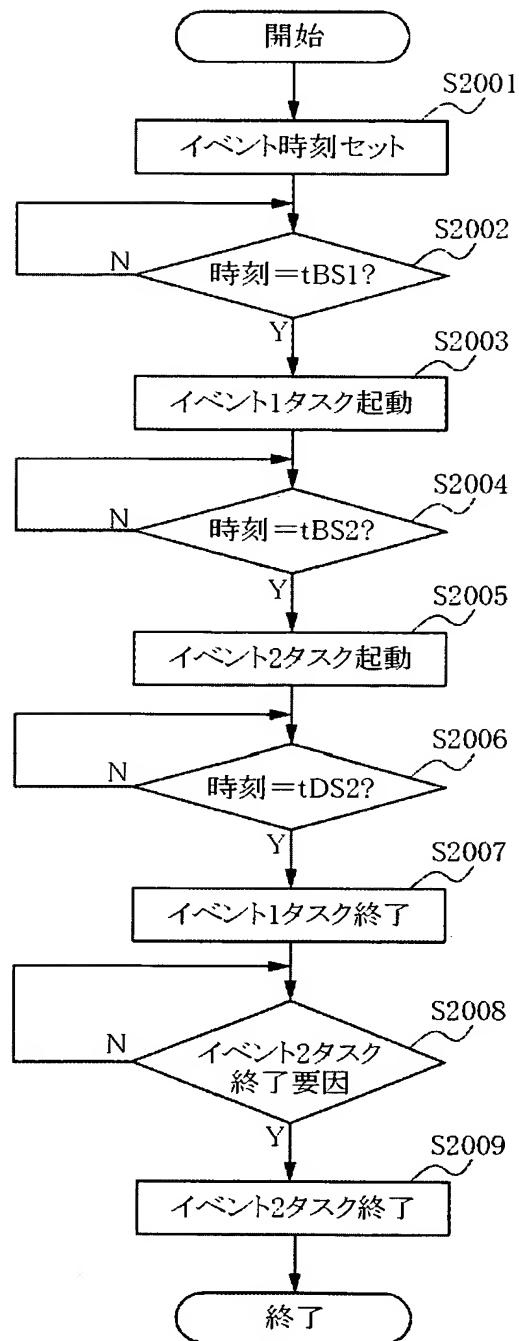 開始
S2001
イベント時刻セット
S2002
N
時刻=tBS1?
Y
S2003
イベント1タスク起動
S2004
N
時刻=tBS2?
Y
S2005
イベント2タスク起動
S2006
N
時刻=tDS2?
Y
S2007
イベント1タスク終了
S2008
N
イベント2タスク
終了要因
Y
S2009
イベント2タスク終了
終了